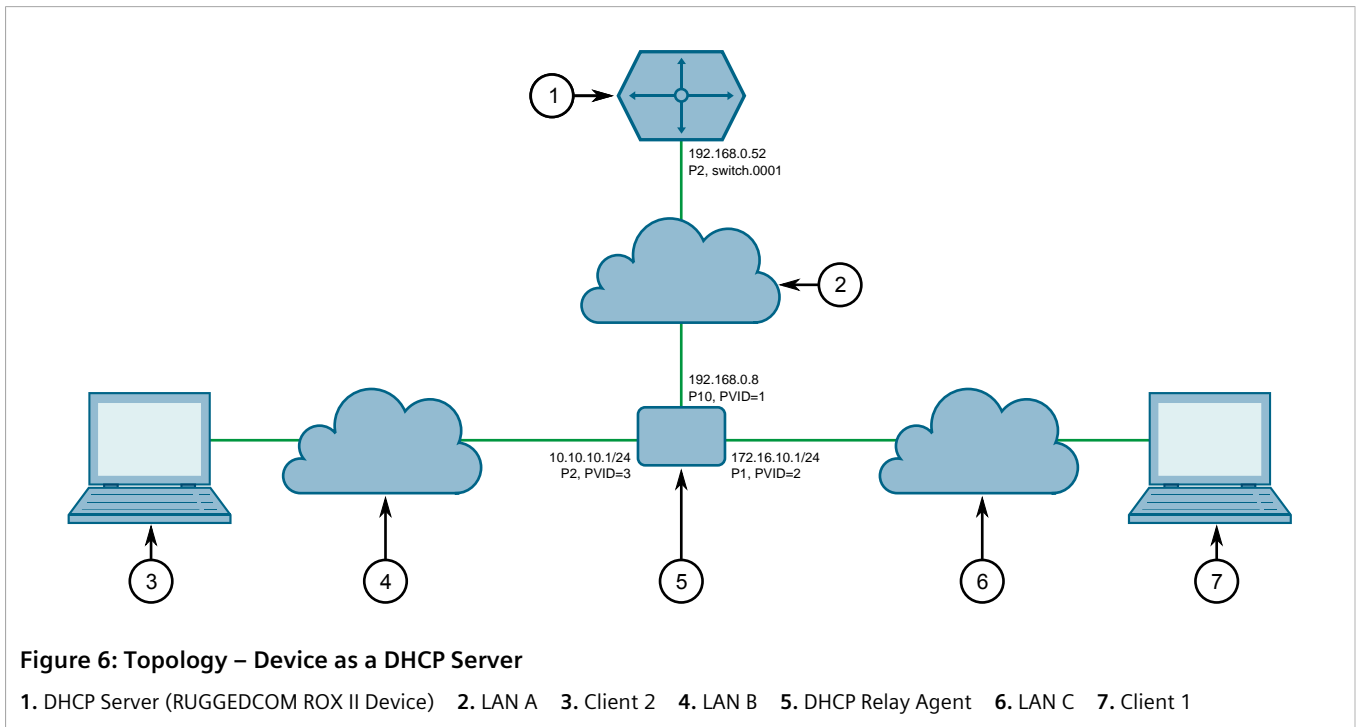 1
192.168.0.52
P2, switch.0001
2
192.168.0.8
P10, PVID=1
10.10.10.1/24
P2, PVID=3
172.16.10.1/24
P1, PVID=2
3
4
5
6
7
Figure 6: Topology – Device as a DHCP Server
1. DHCP Server (RUGGEDCOM ROX II Device) 2. LAN A 3. Client 2 4. LAN B 5. DHCP Relay Agent 6. LAN C 7. Client 1